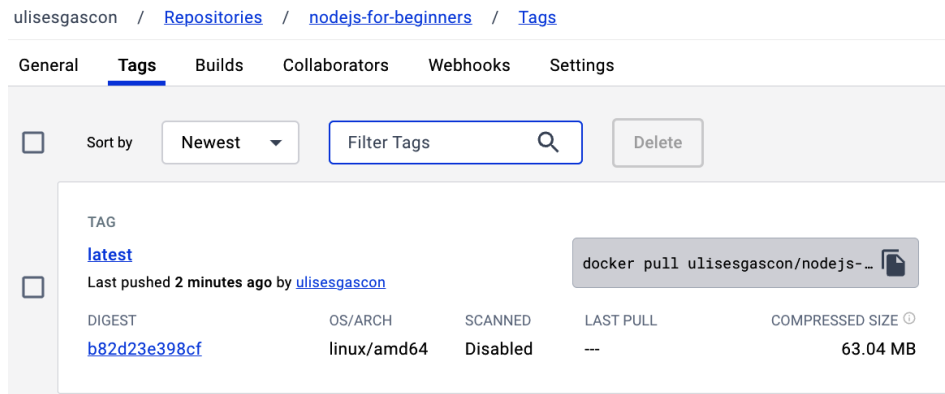 ulisesgascon / Repositories / nodejs-for-beginners / Tags
General Tags Builds Collaborators Webhooks Settings
Sort by Newest Filter Tags Delete
TAG
latest
docker pull ulisesgascon/nodejs-…
Last pushed 2 minutes ago by ulisesgascon
DIGEST OS/ARCH SCANNED LAST PULL COMPRESSED SIZE
b82d23e398cf linux/amd64 Disabled --- 63.04 MB